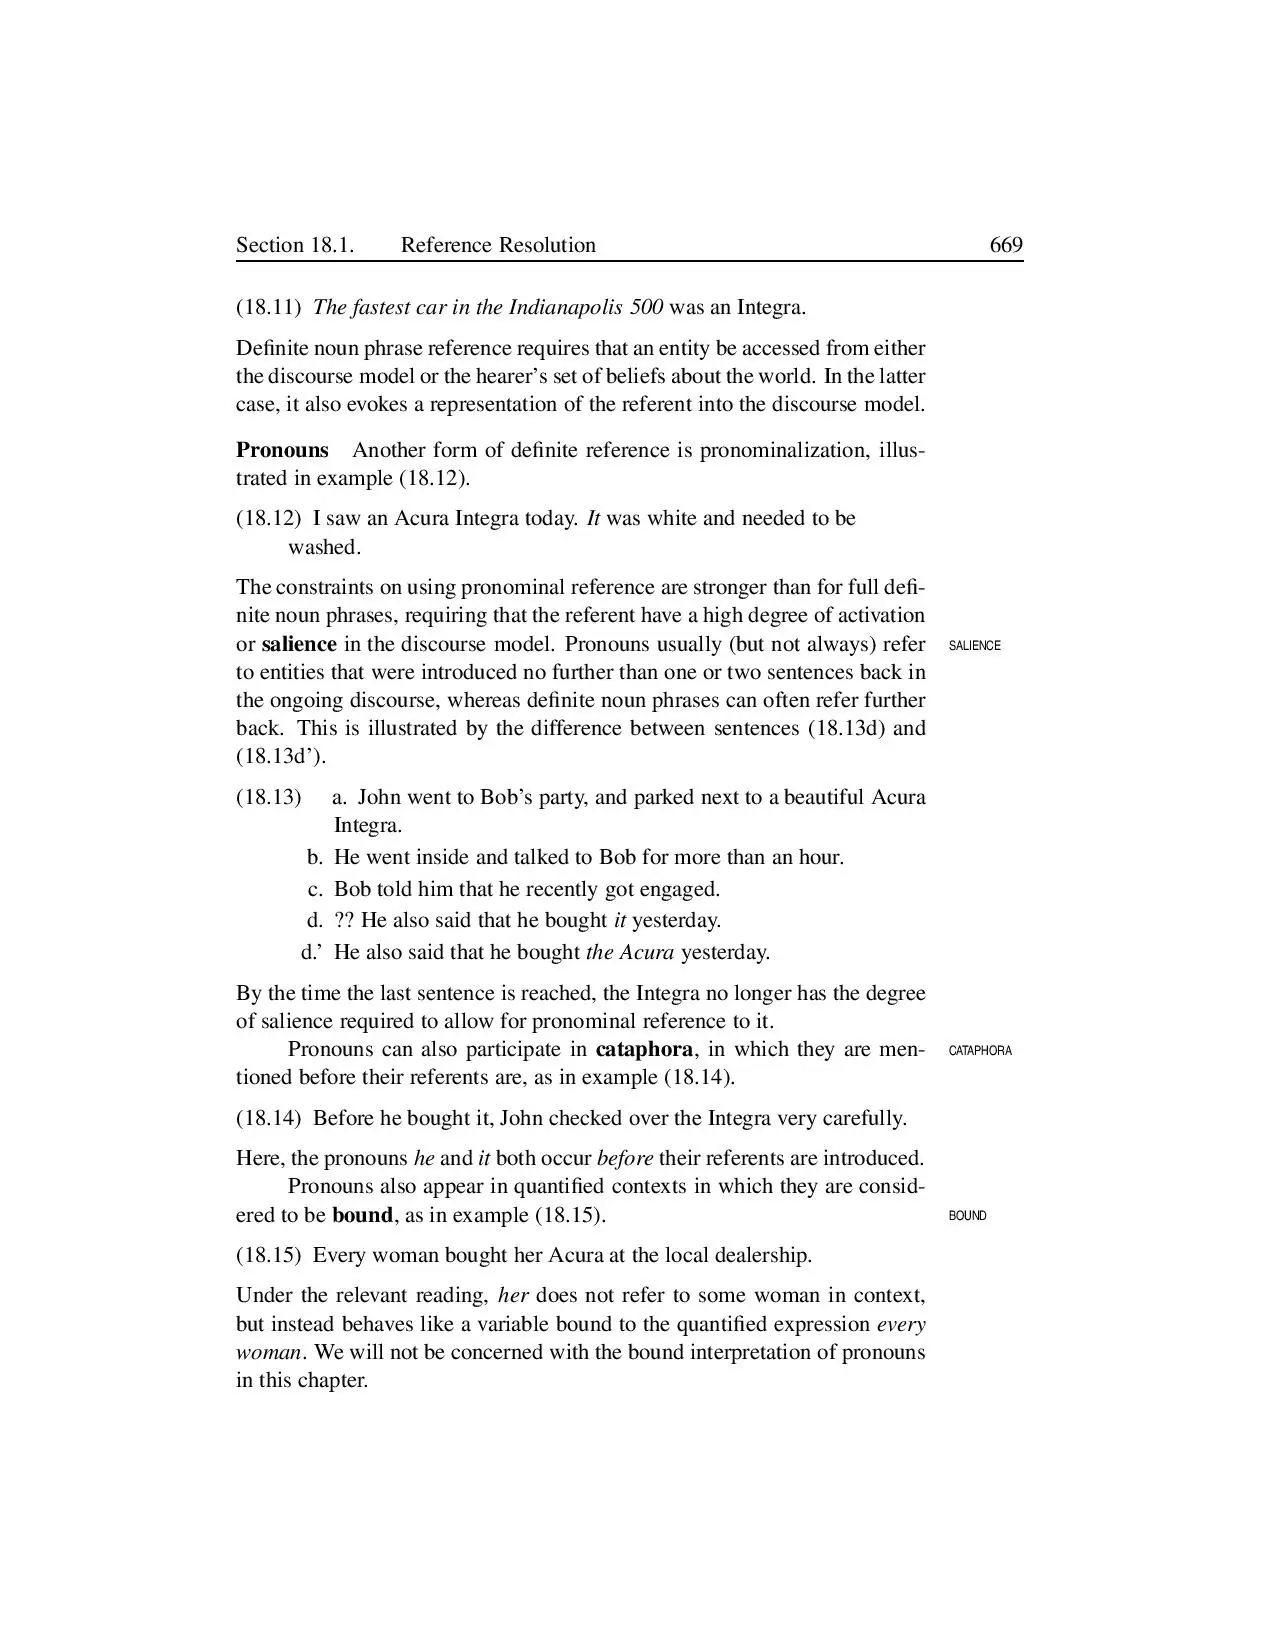 Section 18.1. Reference Resolution 669
(18.11) The fastest car in the Indianapolis 500 was an Integra.
Definite noun phrase reference requires that an entity be accessed from either
the discourse model or the hearer's set of beliefs about the world. In the latter
case, it also evokes a representation of the referent into the discourse model.
Pronouns Another form of definite reference is pronominalization, illus-
trated in example (18.12).
(18.12) I saw an Acura Integra today. It was white and needed to be
washed.
The constraints on using pronominal reference are stronger than for full defi-
nite noun phrases, requiring that the referent have a high degree of activation
or salience in the discourse model. Pronouns usually (but not always) refer SALIENCE
to entities that were introduced no further than one or two sentences back in
the ongoing discourse, whereas definite noun phrases can often refer further
back. This is illustrated by the difference between sentences (18.13d) and
(18.13d').
(18.13) a. John went to Bob's party, and parked next to a beautiful Acura
Integra.
b. He went inside and talked to Bob for more than an hour.
c. Bob told him that he recently got engaged.
d. ?? He also said that he bought it yesterday.
d.' He also said that he bought the Acura yesterday.
By the time the last sentence is reached, the Integra no longer has the degree
of salience required to allow for pronominal reference to it.
Pronouns can also participate in cataphora, in which they are men- CATAPHORA
tioned before their referents are, as in example (18.14).
(18.14) Before he bought it, John checked over the Integra very carefully.
Here, the pronouns he and it both occur before their referents are introduced.
Pronouns also appear in quantified contexts in which they are consid-
ered to be bound, as in example (18.15). BOUND
(18.15) Every woman bought her Acura at the local dealership.
Under the relevant reading, her does not refer to some woman in context,
but instead behaves like a variable bound to the quantified expression every
woman. We will not be concerned with the bound interpretation of pronouns
in this chapter.